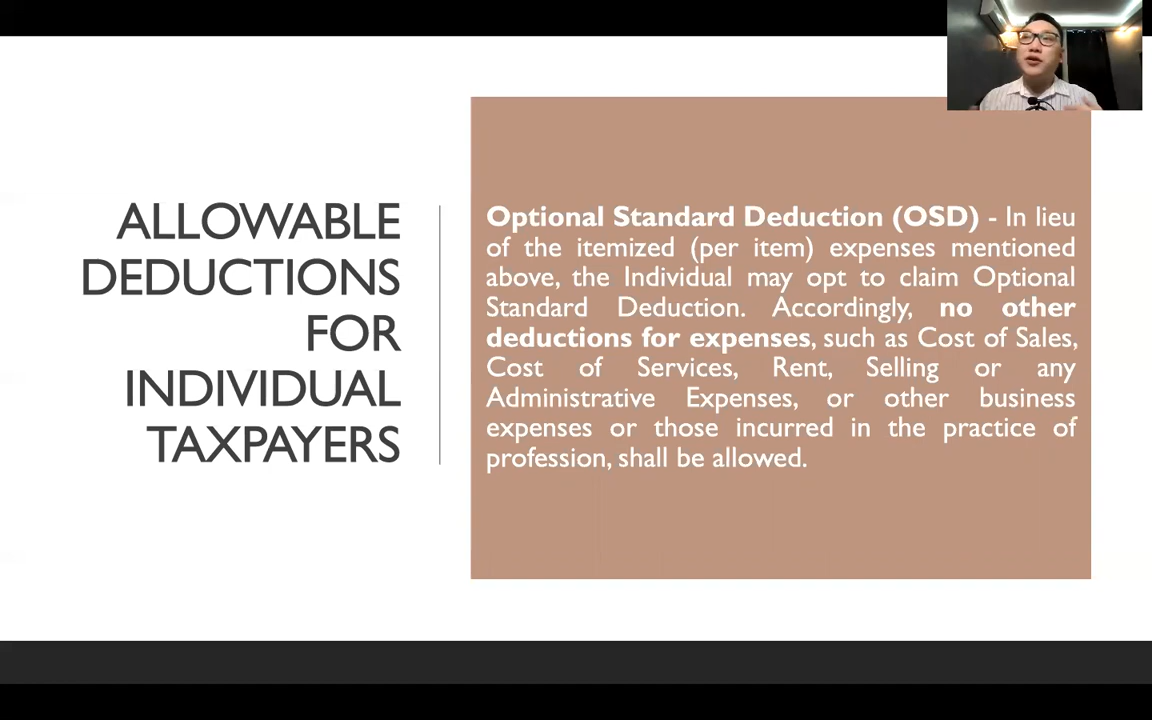 ALLOWABLE
DEDUCTIONS
FOR
INDIVIDUAL
TAXPAYERS
Optional Standard Deduction (OSD) - In lieu
of the itemized (per item) expenses mentioned
above, the Individual may opt to claim Optional
Standard Deduction. Accordingly, no other
deductions for expenses, such as Cost of Sales,
Cost of Services, Rent, Selling or any
Administrative Expenses, or other business
expenses or those incurred in the practice of
profession, shall be allowed.